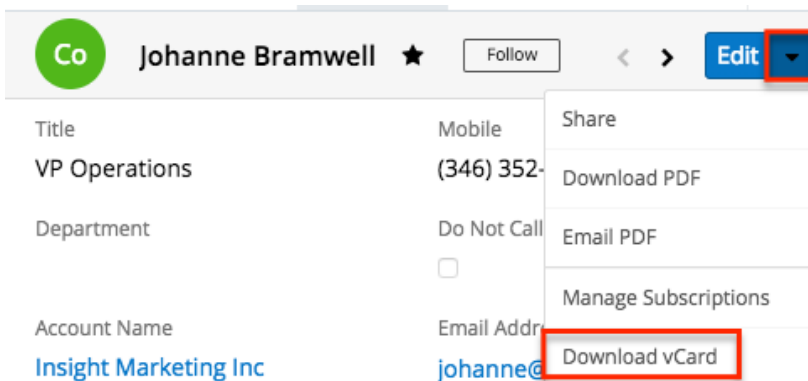 Co Johanne Bramwell Follow Edit
Share
Title Mobile
VP Operations (346) 352-
Download PDF
Department Do Not Call
Email PDF
Manage Subscriptions
Account Name Email Addr
Download vCard
Insight Marketing Inc johanne@